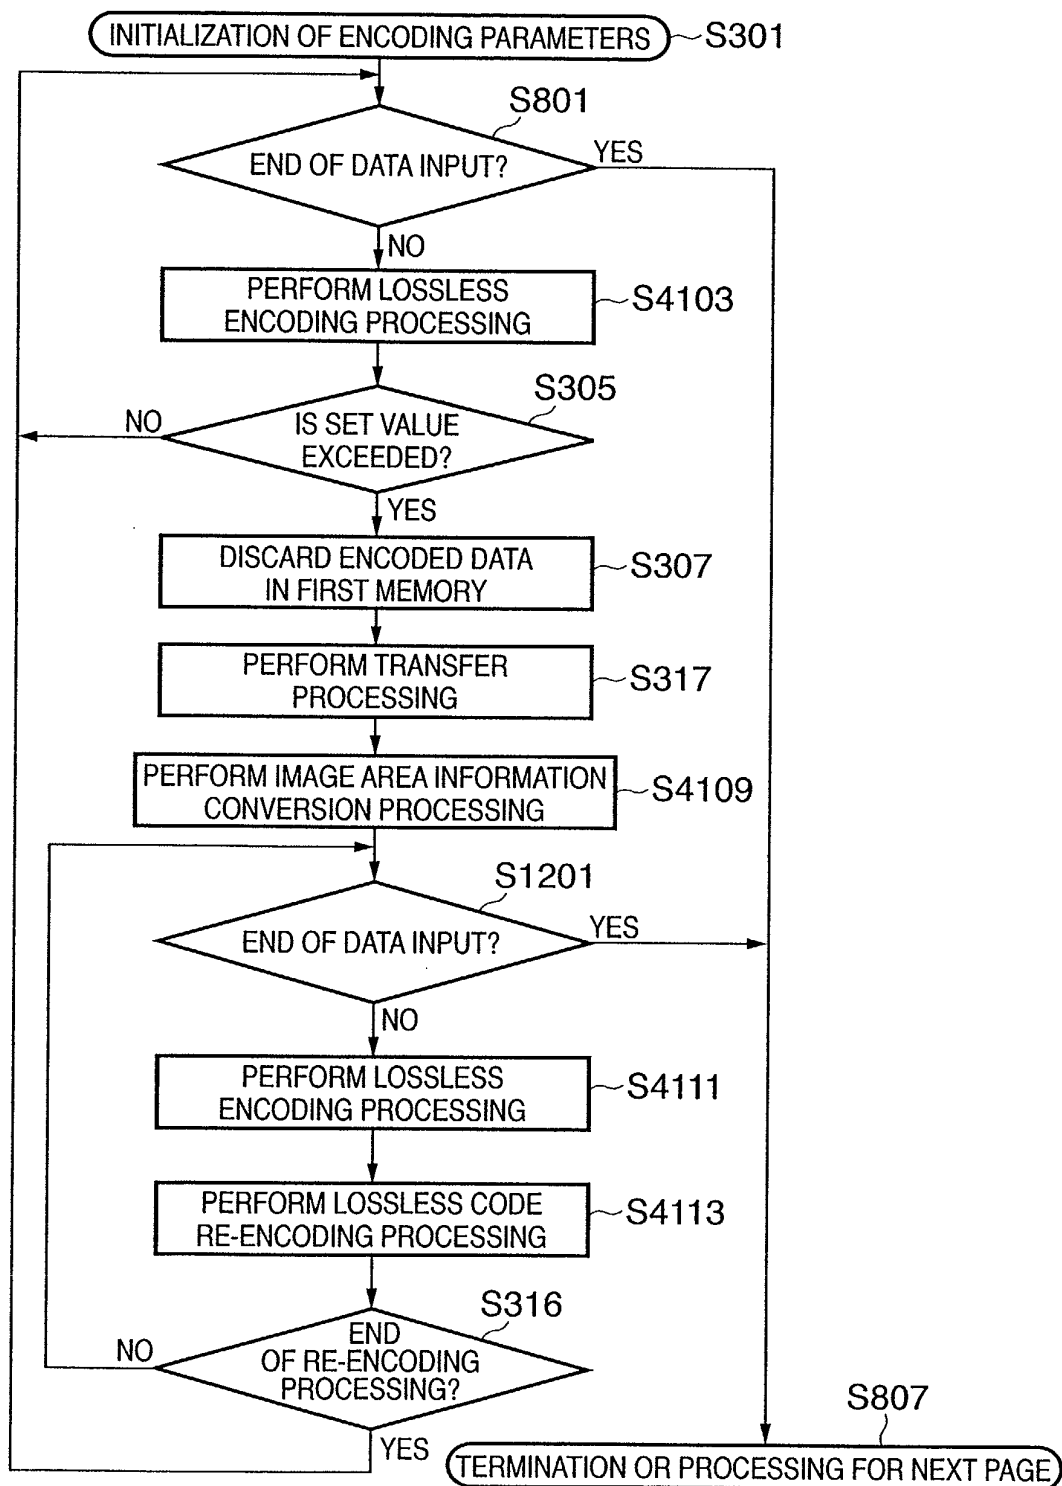 INITIALIZATION OF ENCODING PARAMETERS
S301
S801
END OF DATA INPUT?
YES
NO
PERFORM LOSSLESS
ENCODING PROCESSING
S4103
S305
NO
IS SET VALUE
EXCEEDED?
YES
DISCARD ENCODED DATA
IN FIRST MEMORY
S307
PERFORM TRANSFER
PROCESSING
S317
PERFORM IMAGE AREA INFORMATION
CONVERSION PROCESSING
S4109
S1201
END OF DATA INPUT?
YES
NO
PERFORM LOSSLESS
ENCODING PROCESSING
S4111
PERFORM LOSSLESS CODE
RE-ENCODING PROCESSING
S4113
S316
NO
END
OF RE-ENCODING
PROCESSING?
YES
S807
TERMINATION OR PROCESSING FOR NEXT PAGE